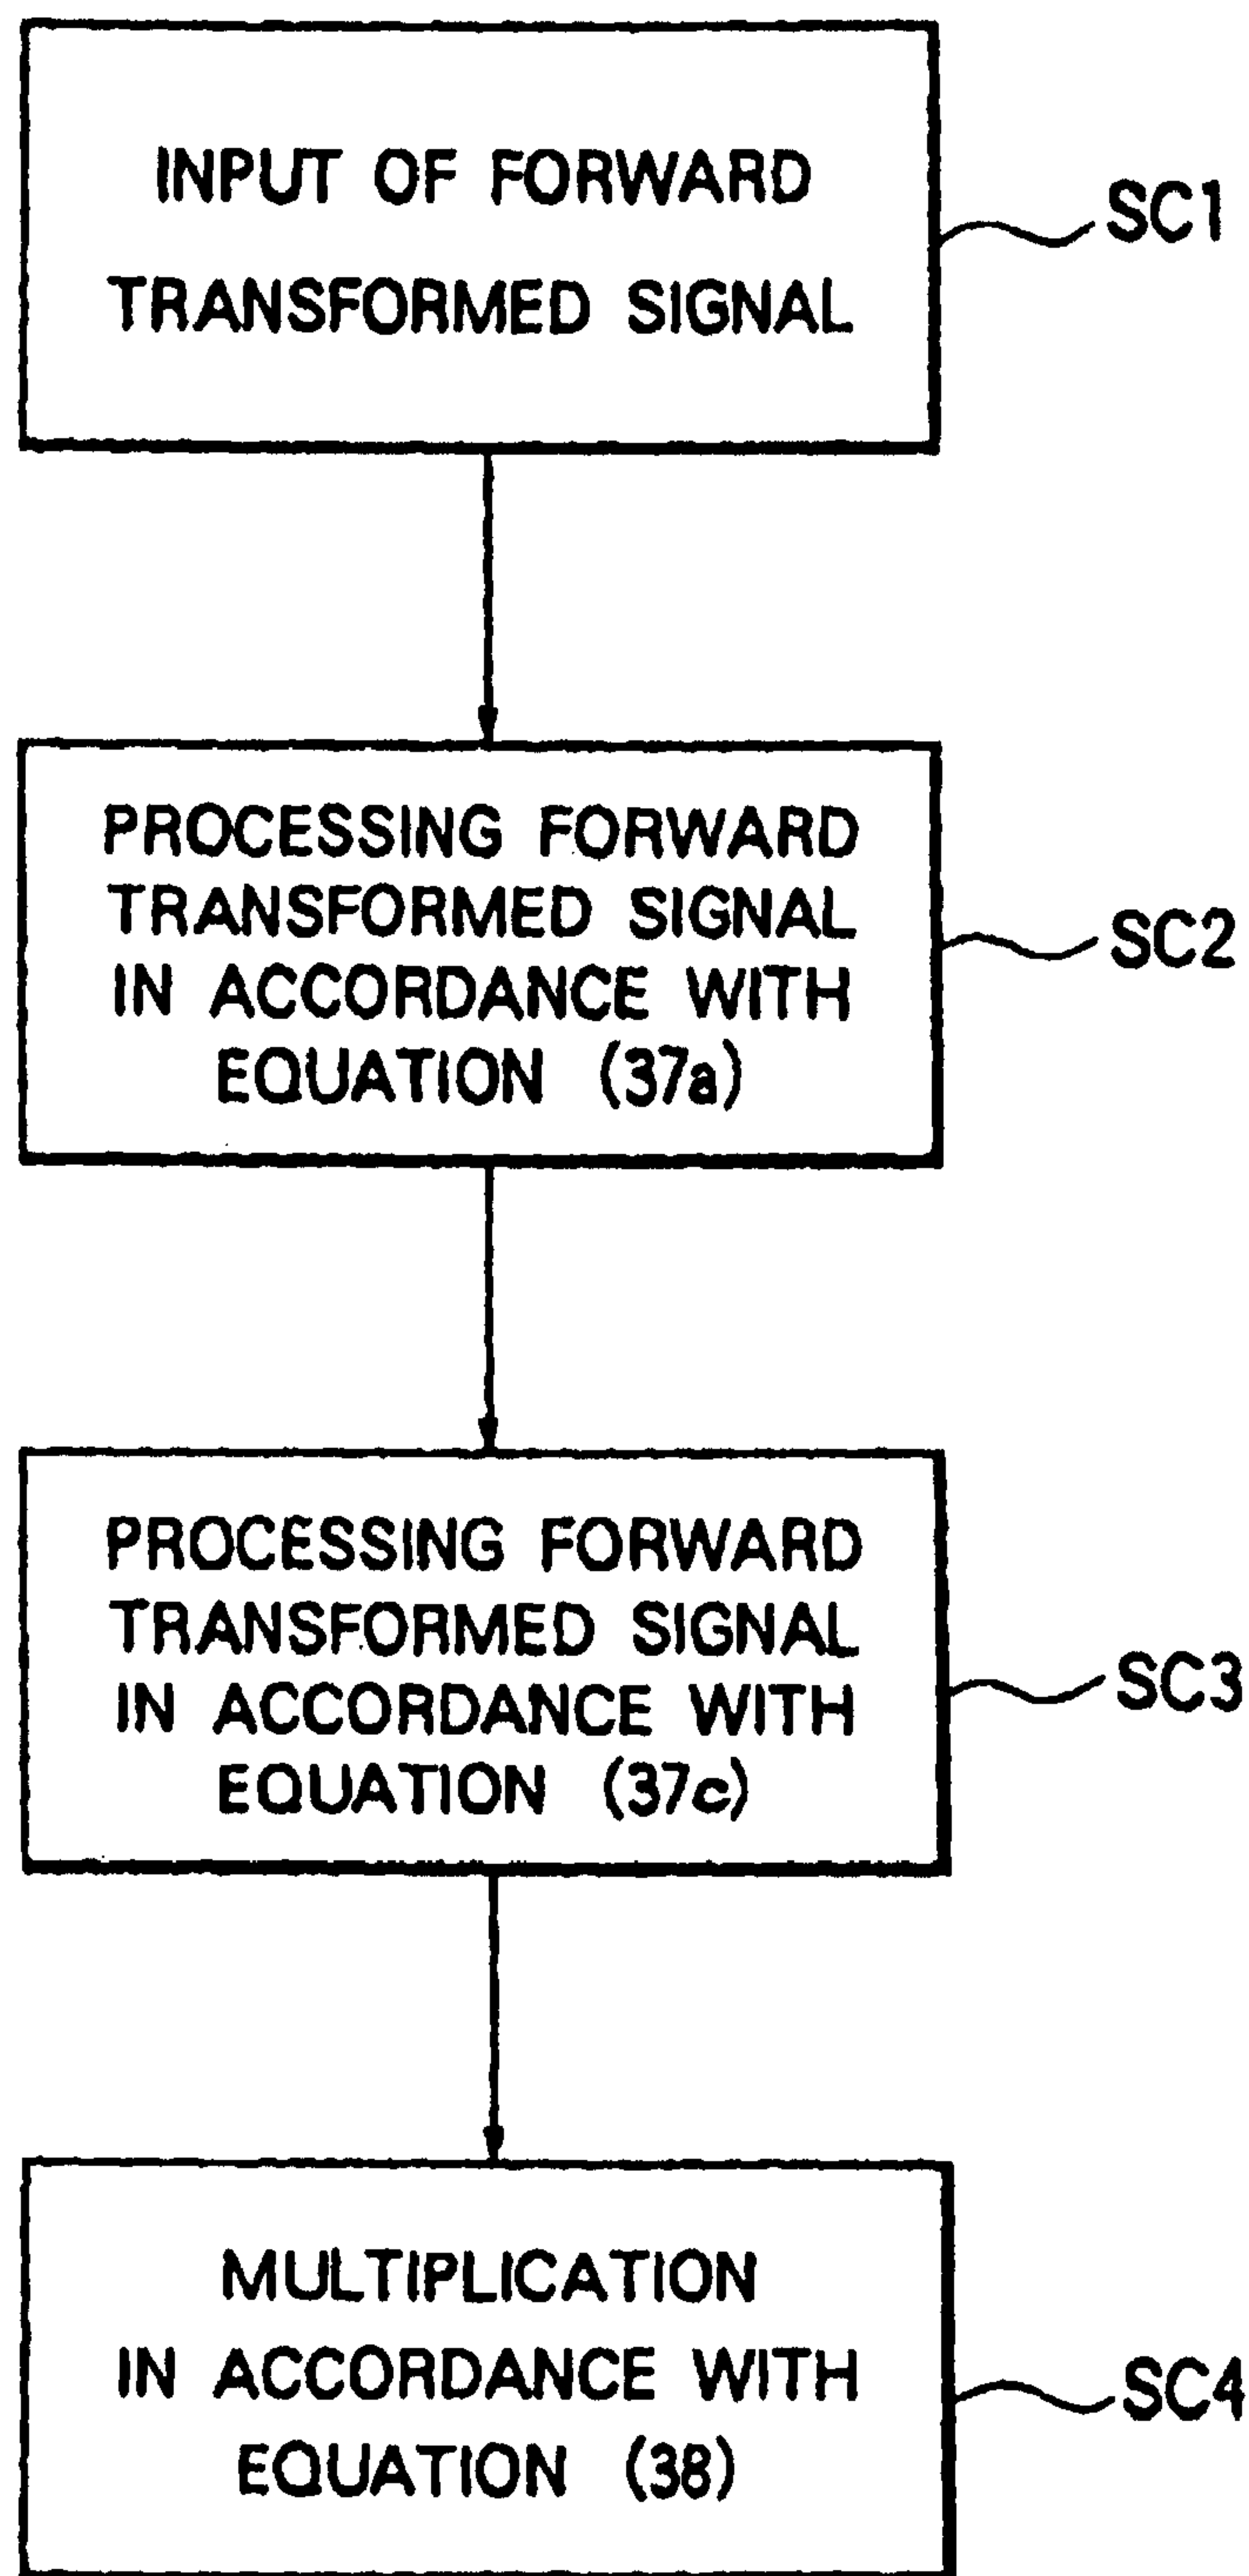 INPUT OF FORWARD
TRANSFORMED SIGNAL
SC1
PROCESSING FORWARD
TRANSFORMED SIGNAL
IN ACCORDANCE WITH
EQUATION (37a)
SC2
PROCESSING FORWARD
TRANSFORMED SIGNAL
IN ACCORDANCE WITH
EQUATION (37c)
SC3
MULTIPLICATION
IN ACCORDANCE WITH
EQUATION (38)
SC4